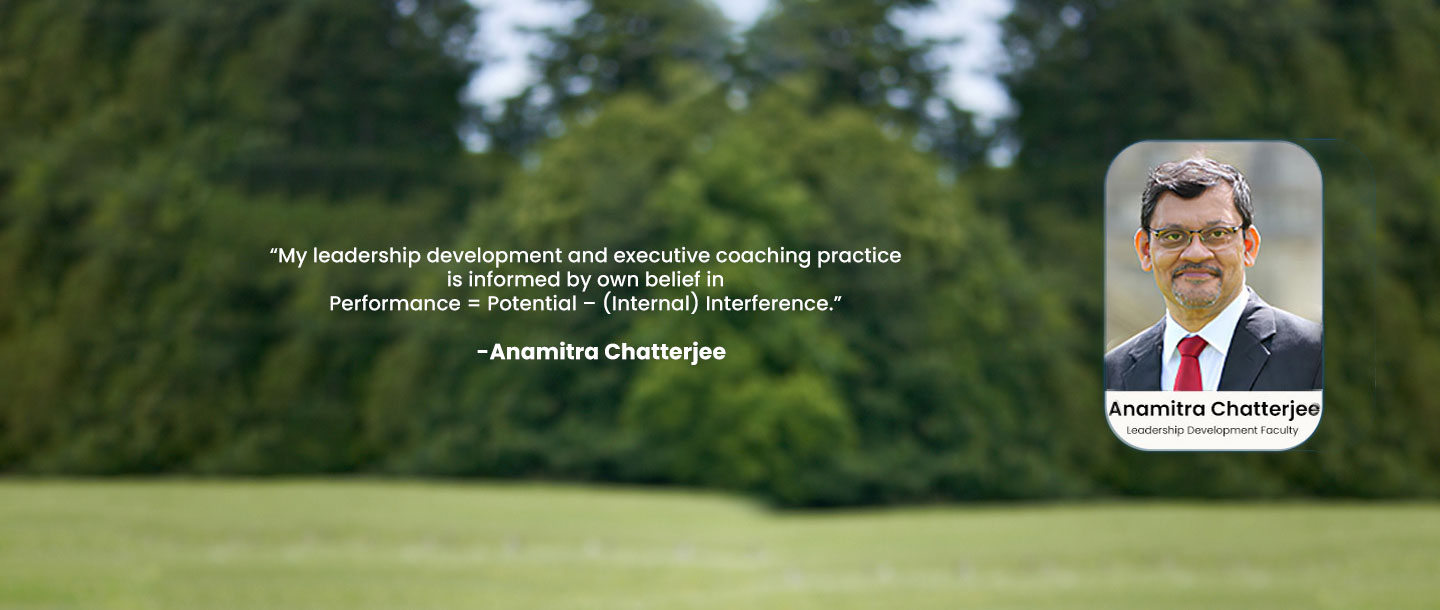 “My leadership development and executive coaching practice
is informed by own belief in
Performance = Potential – (Internal) Interference.”
-Anamitra Chatterjee
Anamitra Chatterjee
Leadership Development Faculty